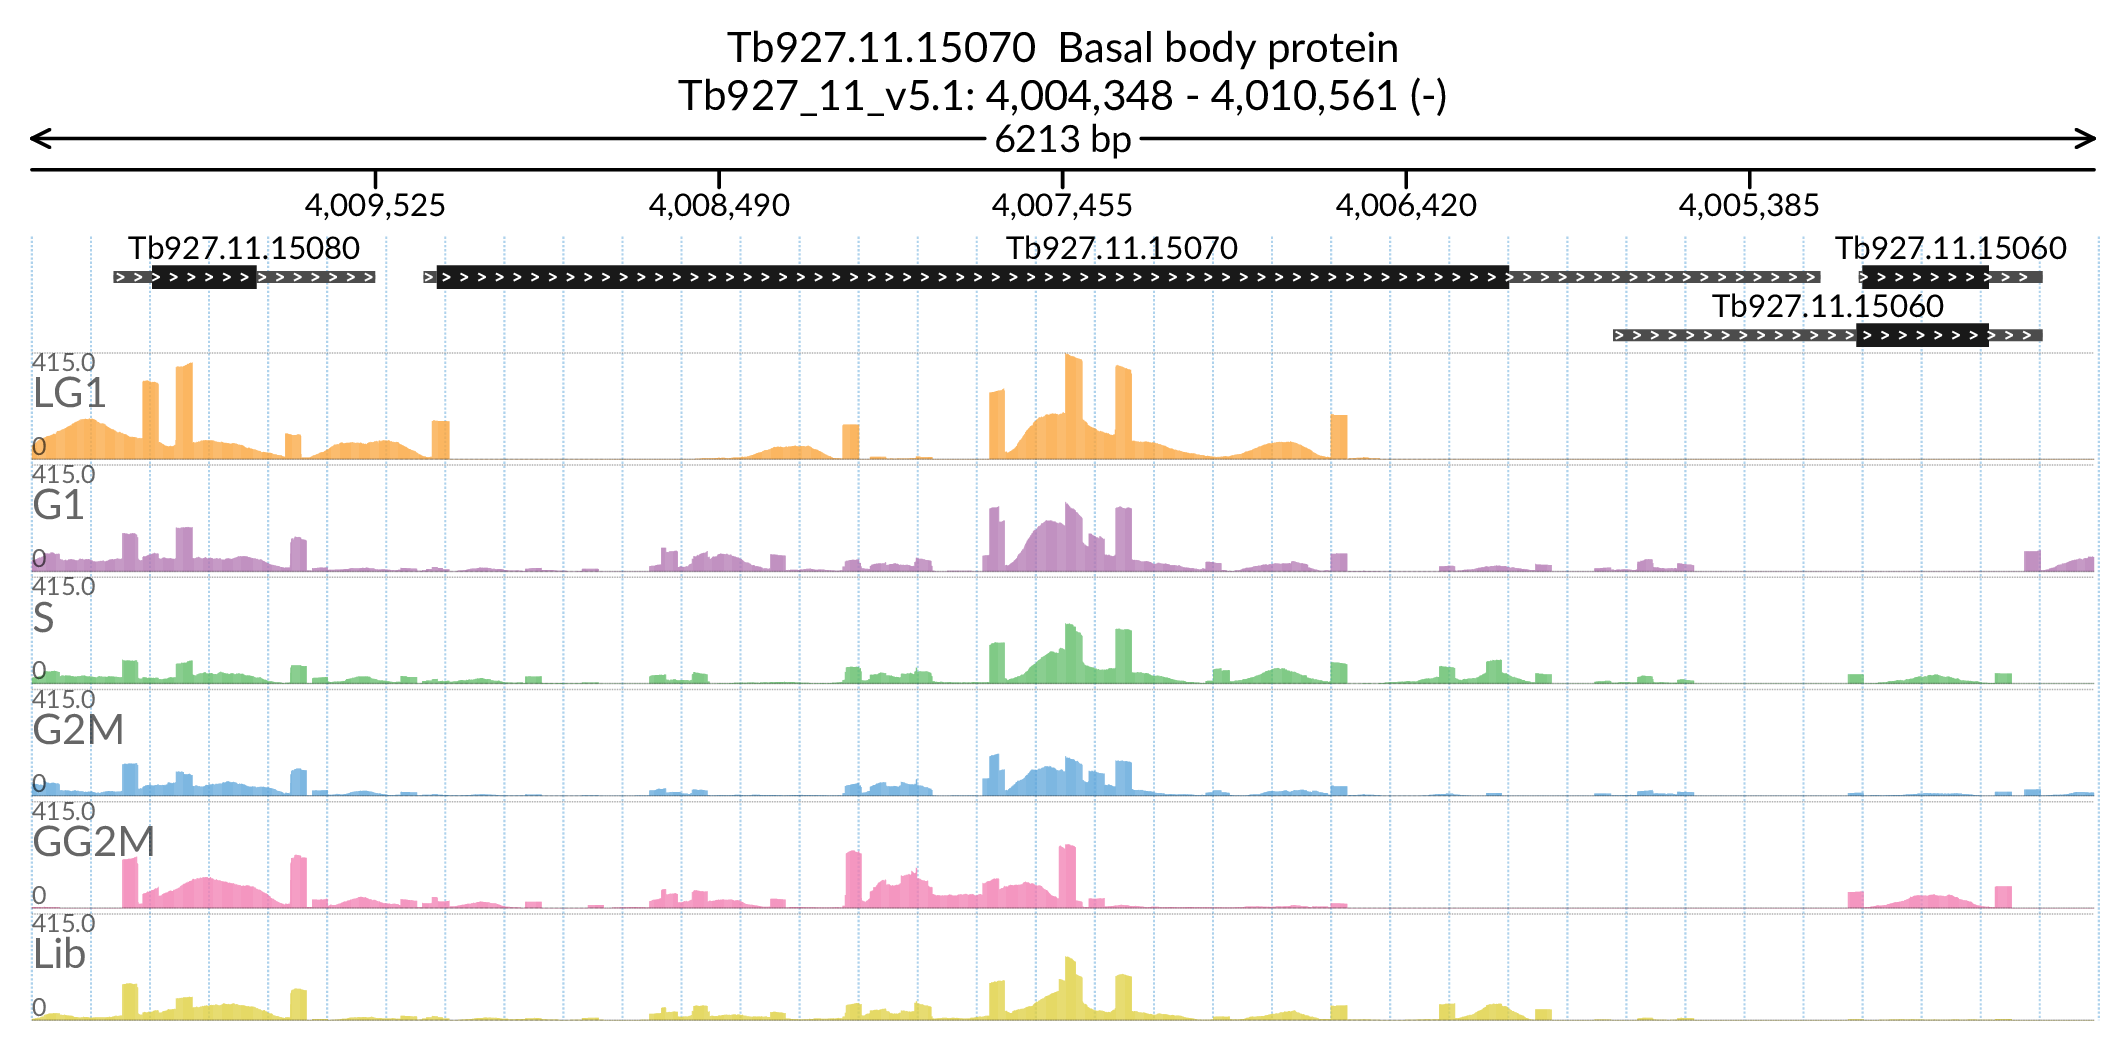 Tb927.11.15070 Basal body protein
Tb927_11_v5.1: 4,004,348 - 4,010,561 (-)
6213 bp
4,009,525 4,008,490 4,007,455 4,006,420 4,005,385
Tb927.11.15080 Tb927.11.15070 Tb927.11.15060
Tb927.11.15060
415.0
LG1
0
415.0
G1
0
415.0
S
0
415.0
G2M
0
415.0
GG2M
0
415.0
Lib
0